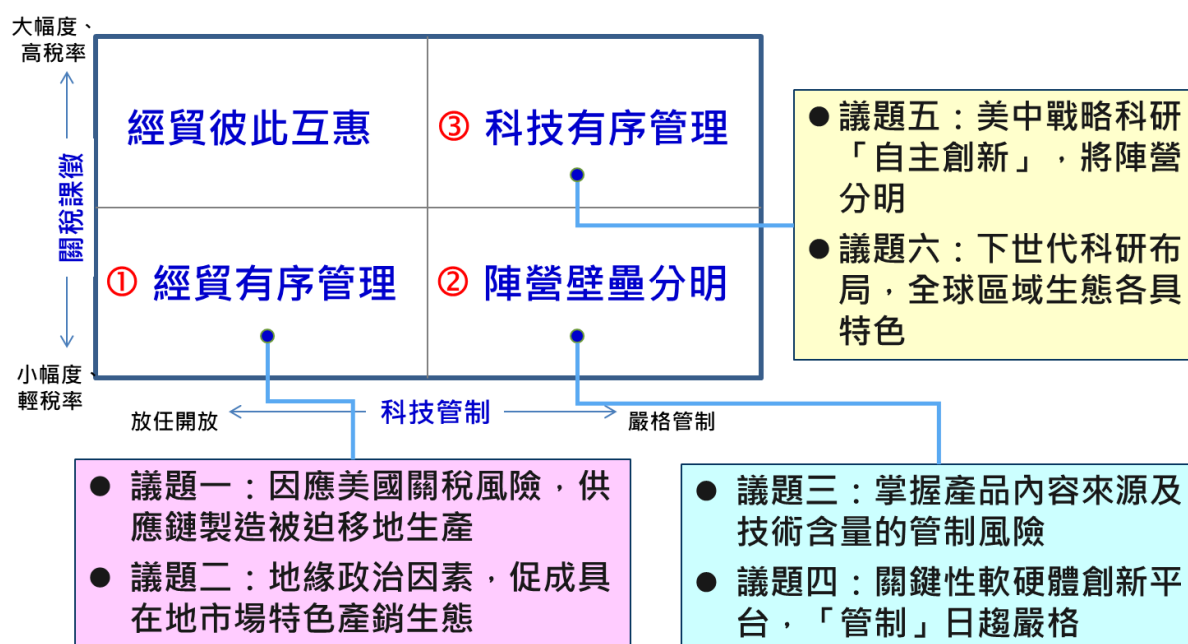 大幅度、
高稅率
關稅課徵
小幅度、
輕稅率
經貿彼此互惠
③ 科技有序管理
① 經貿有序管理
② 陣營壁壘分明
放任開放
科技管制
嚴格管制
● 議題五：美中戰略科研
「自主創新」，將陣營
分明
● 議題六：下世代科研布
局，全球區域生態各具
特色
● 議題一：因應美國關稅風險，供
應鏈製造被迫移地生產
● 議題二：地緣政治因素，促成具
在地市場特色產銷生態
● 議題三：掌握產品內容來源及
技術含量的管制風險
● 議題四：關鍵性軟硬體創新平
台，「管制」日趨嚴格